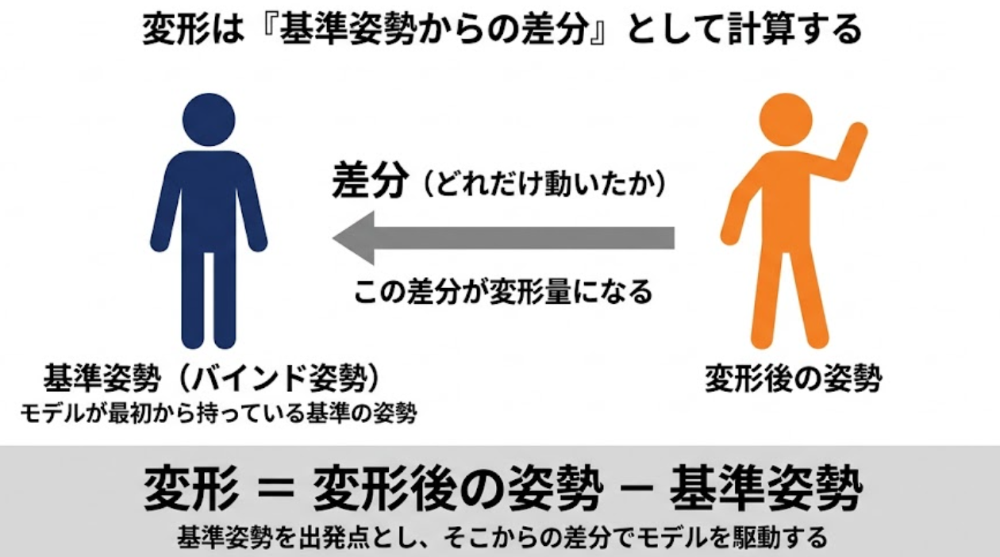 変形は『基準姿勢からの差分』として計算する
差分（どれだけ動いたか）
この差分が変形量になる
基準姿勢（バインド姿勢）
モデルが最初から持っている基準の姿勢
変形後の姿勢
変形 ＝ 変形後の姿勢 － 基準姿勢
基準姿勢を出発点とし、そこからの差分でモデルを駆動する